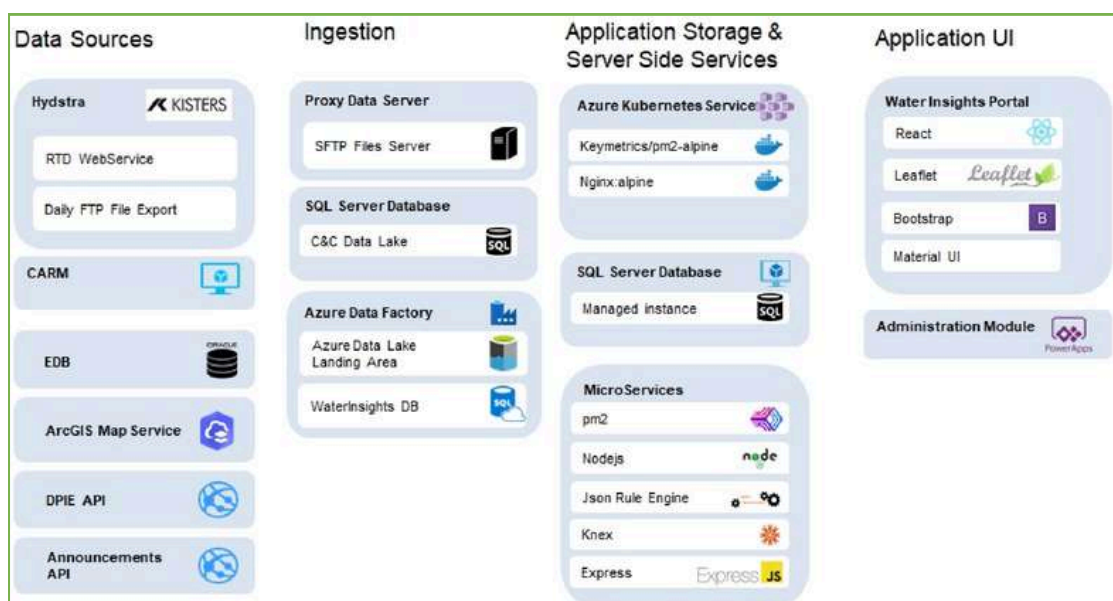 Data Sources
Hydstra
KISTERS
RTD WebService
Daily FTP File Export
CARM
EDB
ORACLE
ArcGIS Map Service
DPIE API
Announcements
API
Ingestion
Proxy Data Server
SFTP Files Server
SQL Server Database
C&C Data Lake
SQL
Azure Data Factory
Azure Data Lake
Landing Area
WaterInsights DB
SQL
Application Storage &
Server Side Services
Azure Kubernetes Service
Keymetrics/pm2-alpine
Nginx:alpine
SQL Server Database
Managed instance
SQL
MicroServices
pm2
Nodejs
node
Json Rule Engine
Knex
Express
Express JS
Application UI
Water Insights Portal
React
Leaflet
Leaflet
Bootstrap
B
Material UI
Administration Module
PowerApps